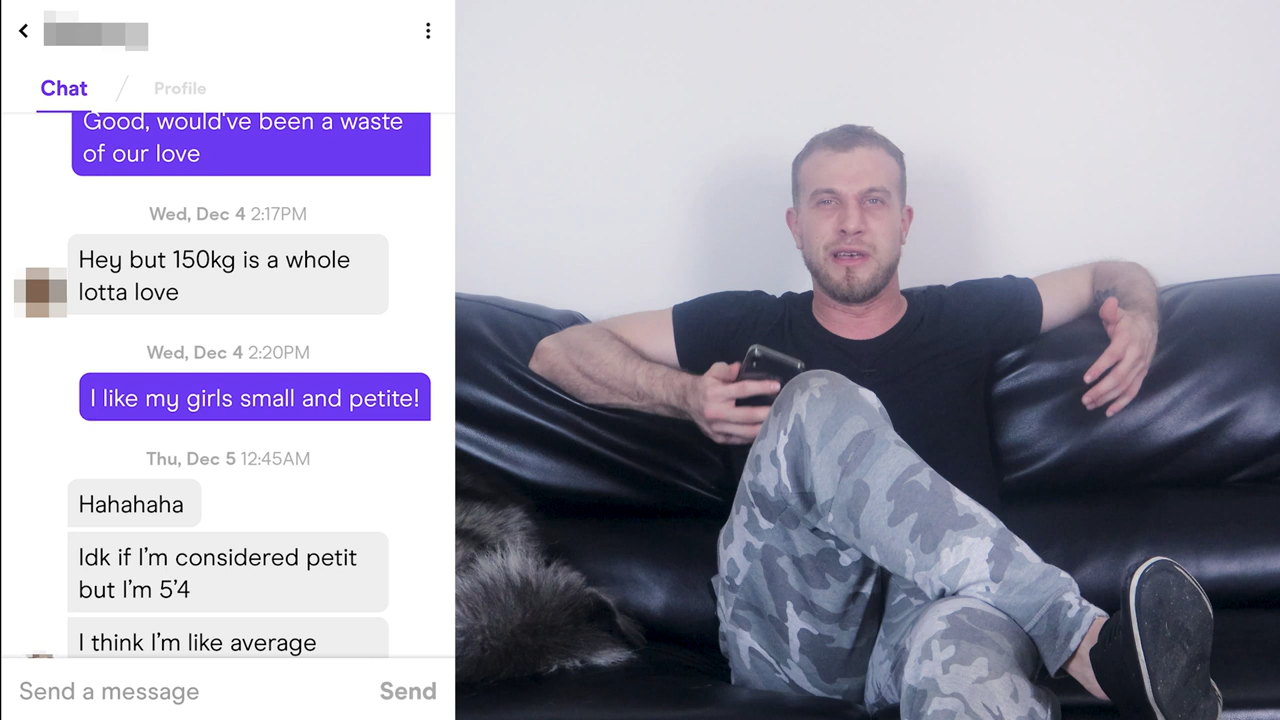 Chat / Profile
Good, would've been a waste
of our love
Wed, Dec 4 2:17PM
Hey but 150kg is a whole
lotta love
Wed, Dec 4 2:20PM
I like my girls small and petite!
Thu, Dec 5 12:45AM
Hahahaha
Idk if I'm considered petit
but I'm 5'4
I think I'm like average
Send a message Send